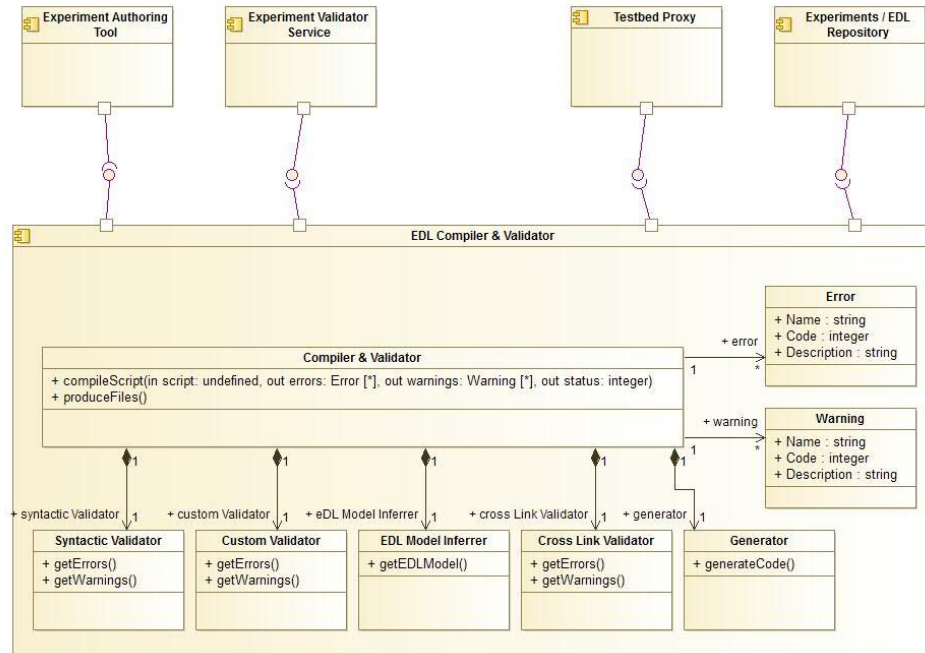 Experiment Authoring
Tool
Experiment Validator
Service
Testbed Proxy
Experiments / EDL
Repository
EDL Compiler & Validator
Error
+ Name : string
+ Code : integer
+ Description : string
+ error
1
*
Compiler & Validator
+ compileScript(in script: undefined, out errors: Error [*], out warnings: Warning [*], out status: integer)
+ produceFiles()
Warning
+ Name : string
+ Code : integer
+ Description : string
+ warning
1
*
1
1
1
1
1
+ syntactic Validator
1
+ custom Validator
1
+ eDL Model Inferrer
1
+ cross Link Validator
1
+ generator
1
Syntactic Validator
+ getErrors()
+ getWarnings()
Custom Validator
+ getErrors()
+ getWarnings()
EDL Model Inferrer
+ getEDLModel()
Cross Link Validator
+ getErrors()
+ getWarnings()
Generator
+ generateCode()